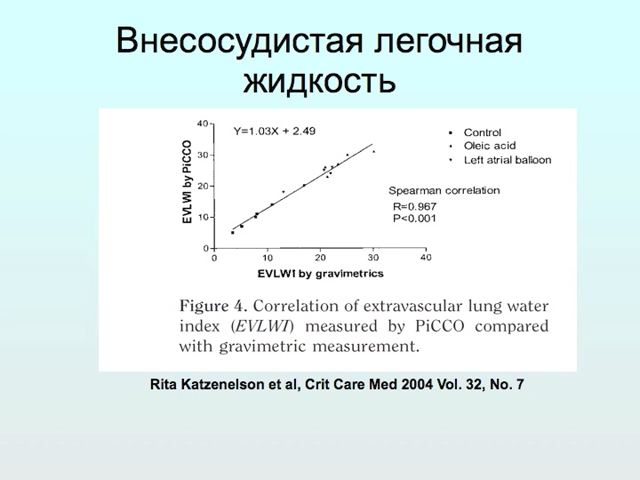 Внесосудистая легочная
жидкость
40
30
20
10
0
EVLWI by PiCCO
Y=1.03X + 2.49
Control
Oleic acid
Left atrial balloon
Spearman correlation
R=0.967
P<0.001
0 10 20 30 40
EVLWI by gravimetrics
Figure 4. Correlation of extravascular lung water
index (EVLWI) measured by PiCCO compared
with gravimetric measurement.
Rita Katzenelson et al, Crit Care Med 2004 Vol. 32, No. 7